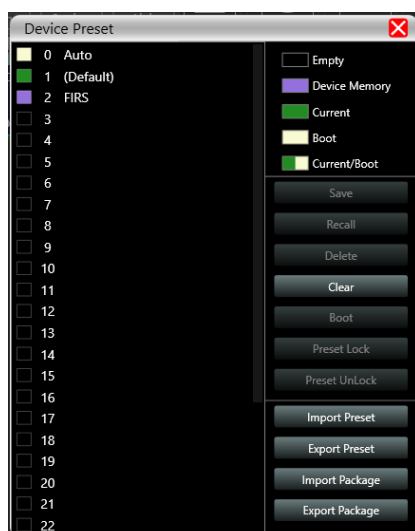 Device Preset
0 Auto
1 (Default)
2 FIRS
3
4
5
6
7
8
9
10
11
12
13
14
15
16
17
18
19
20
21
22
Empty
Device Memory
Current
Boot
Current/Boot
Save
Recall
Delete
Clear
Boot
Preset Lock
Preset UnLock
Import Preset
Export Preset
Import Package
Export Package